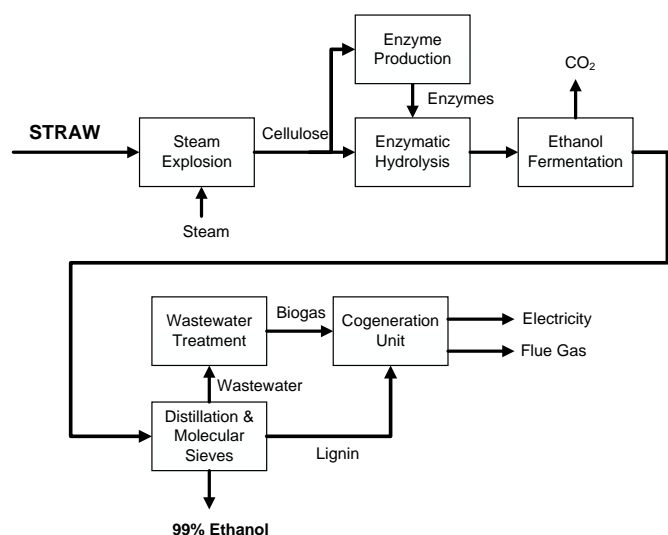 Enzyme
Production
CO₂
Enzymes
STRAW
Steam
Explosion
Cellulose
Enzymatic
Hydrolysis
Ethanol
Fermentation
Steam
Wastewater
Treatment
Biogas
Cogeneration
Unit
Electricity
Flue Gas
Wastewater
Distillation &
Molecular
Sieves
Lignin
99% Ethanol